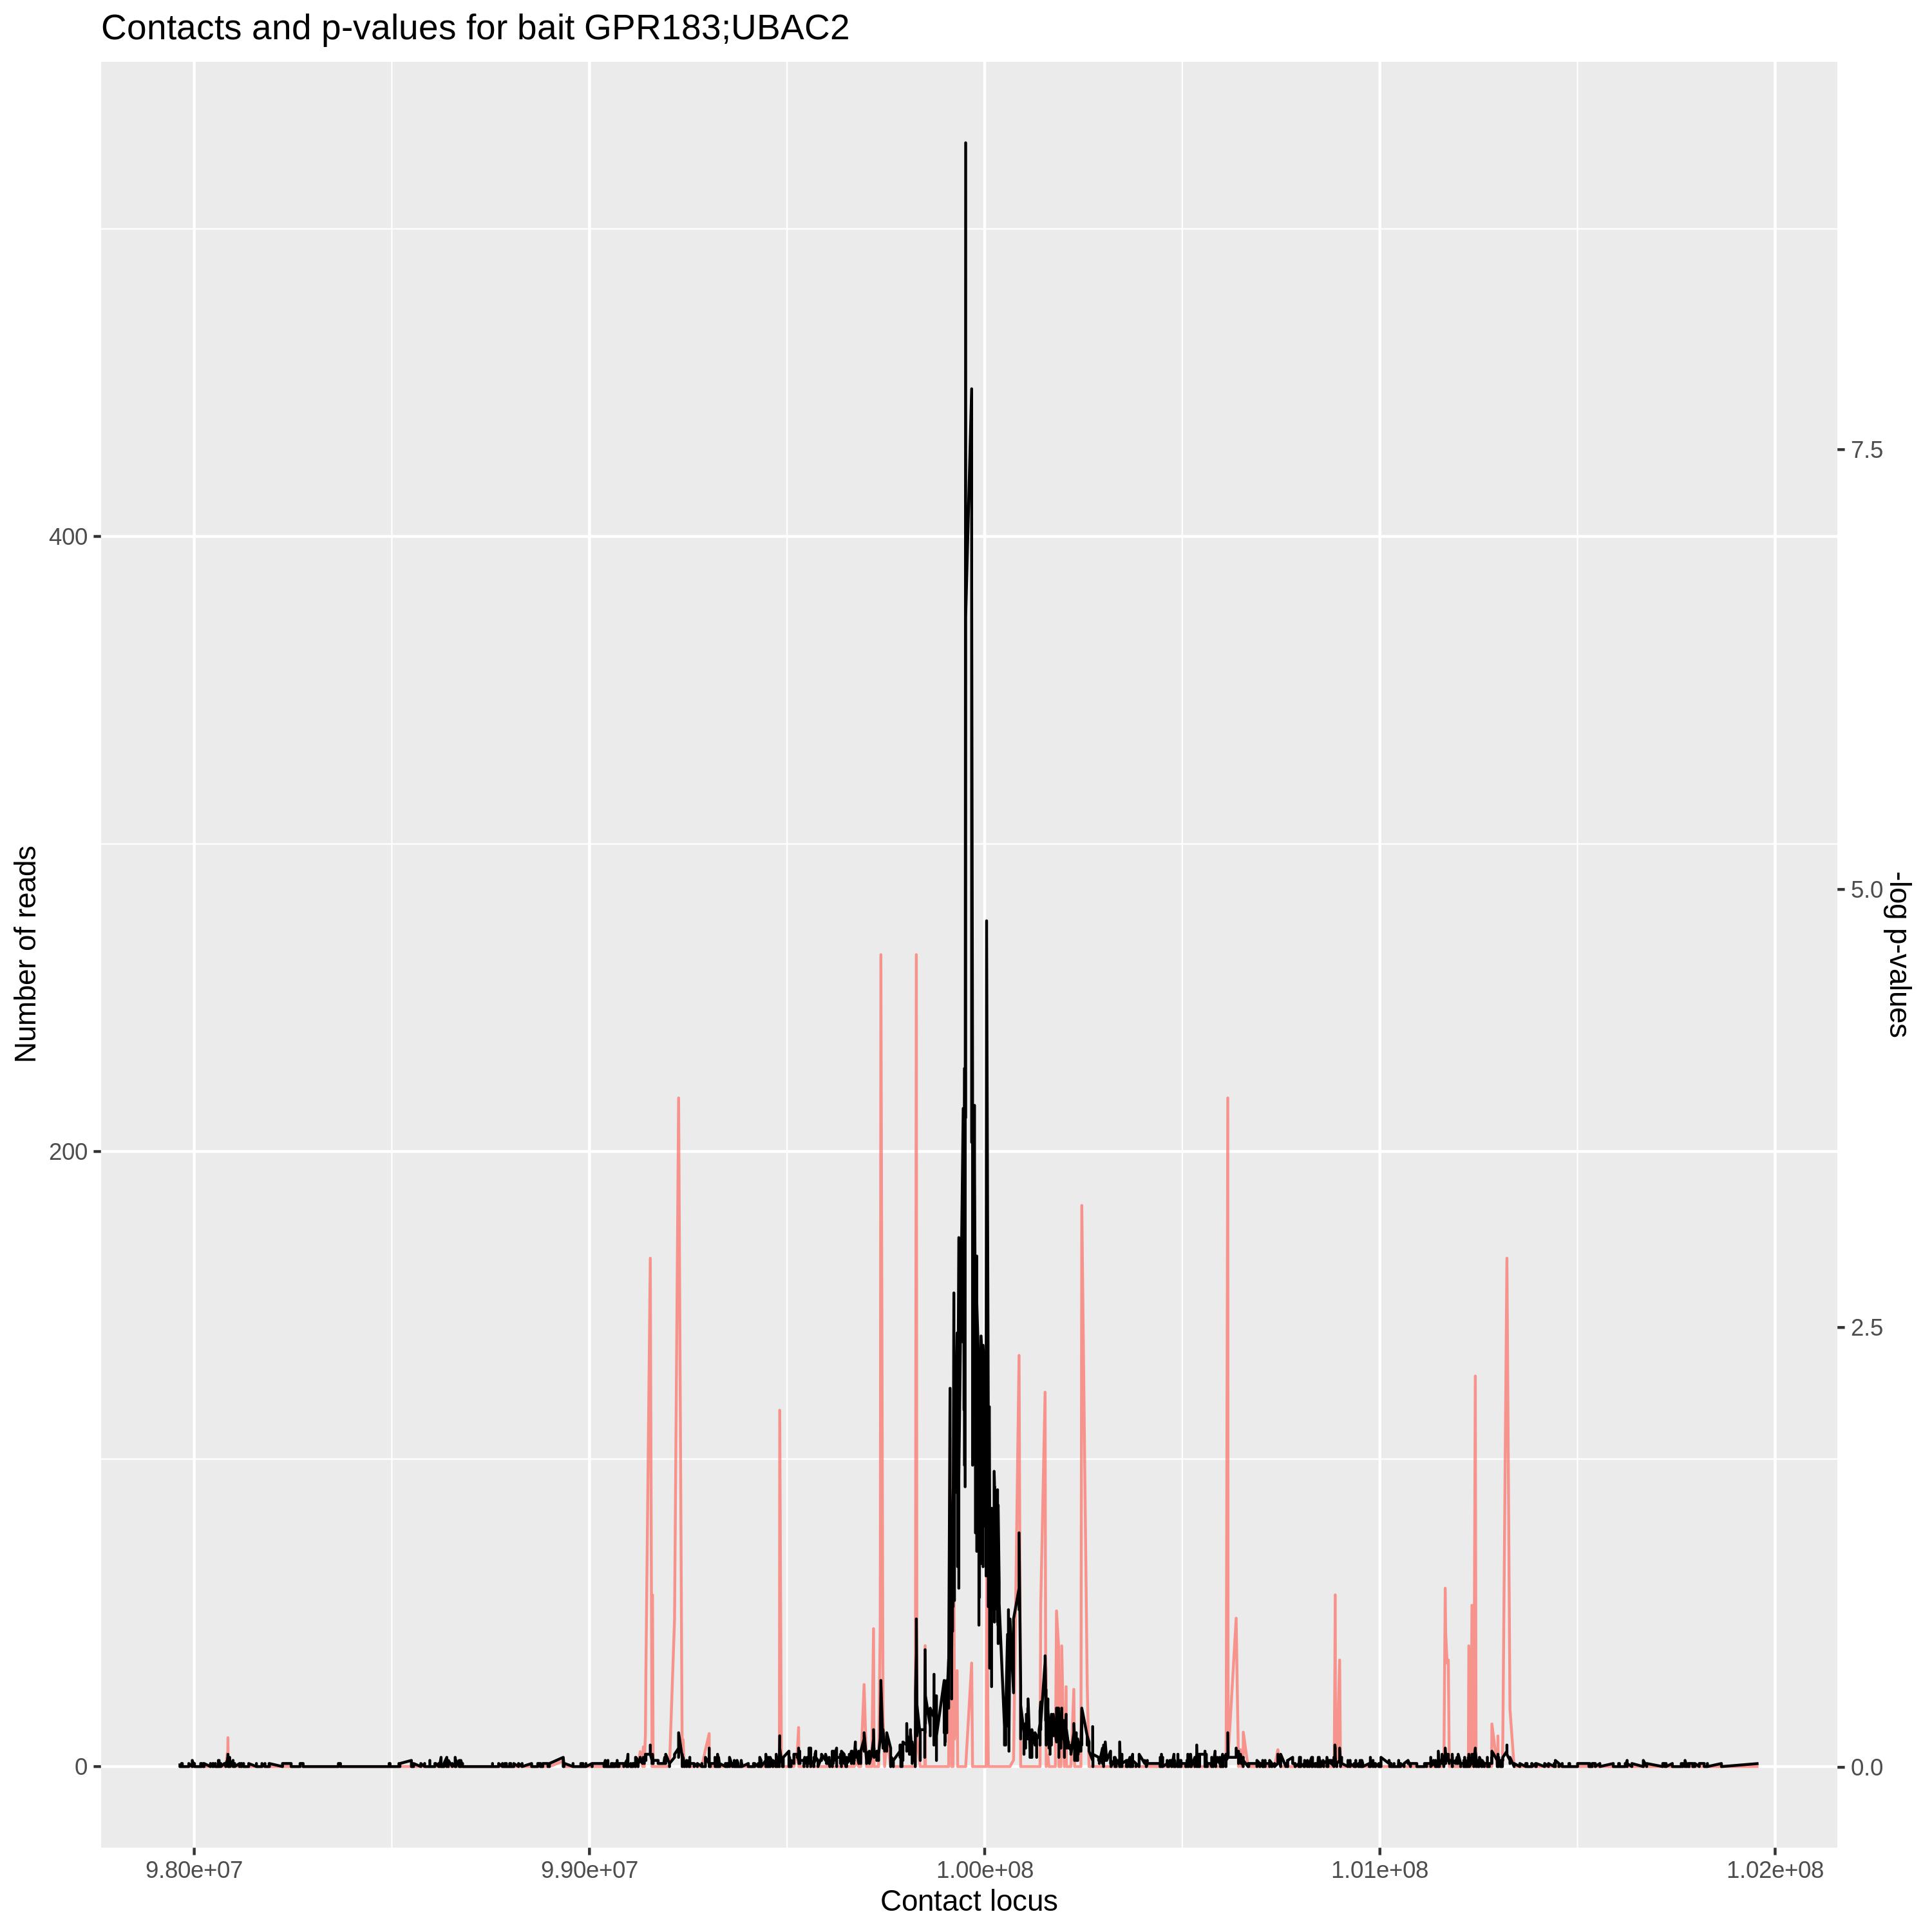 Contacts and p-values for bait GPR183;UBAC2
Number of reads
400
200
0
7.5
5.0
2.5
0.0
-log p-values
9.80e+07
9.90e+07
1.00e+08
1.01e+08
1.02e+08
Contact locus